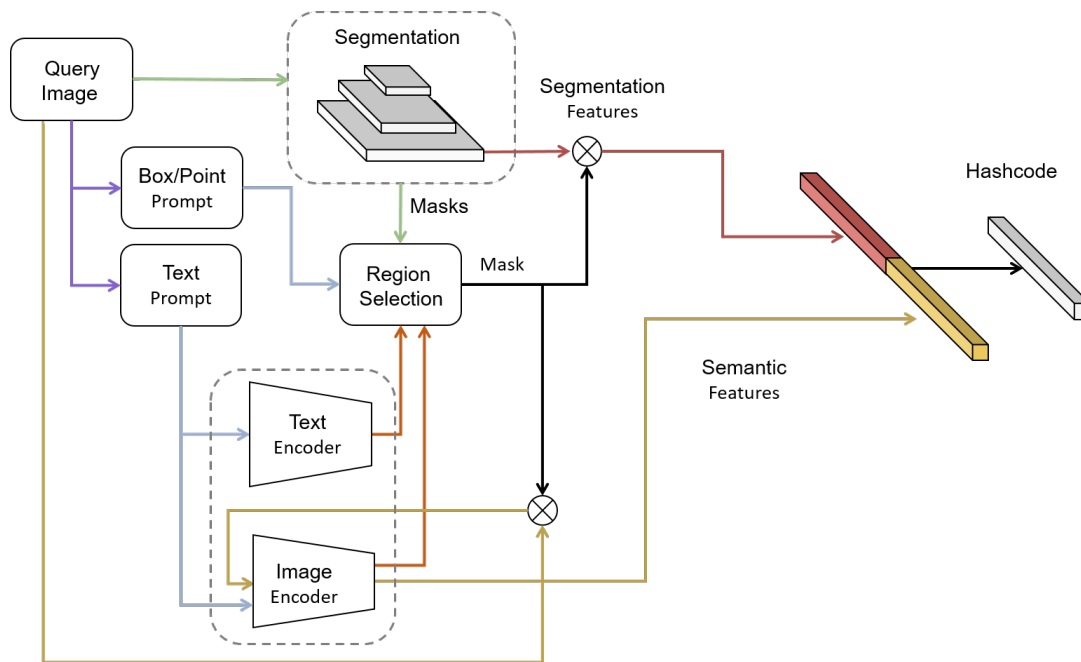 Query
Image
Segmentation
Segmentation
Features
Box/Point
Prompt
Masks
Hashcode
Text
Prompt
Region
Selection
Mask
Semantic
Features
Text
Encoder
Image
Encoder